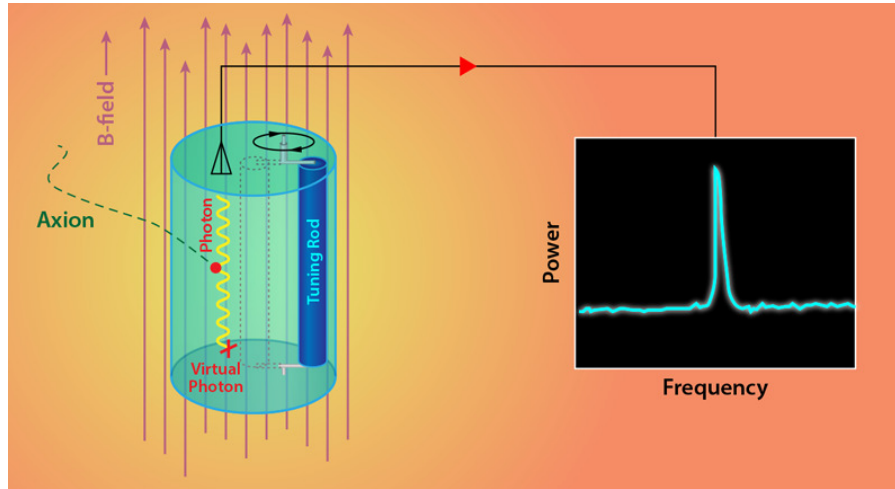 B-field
Axion
Photon
Tuning Rod
Virtual
Photon
Power
Frequency